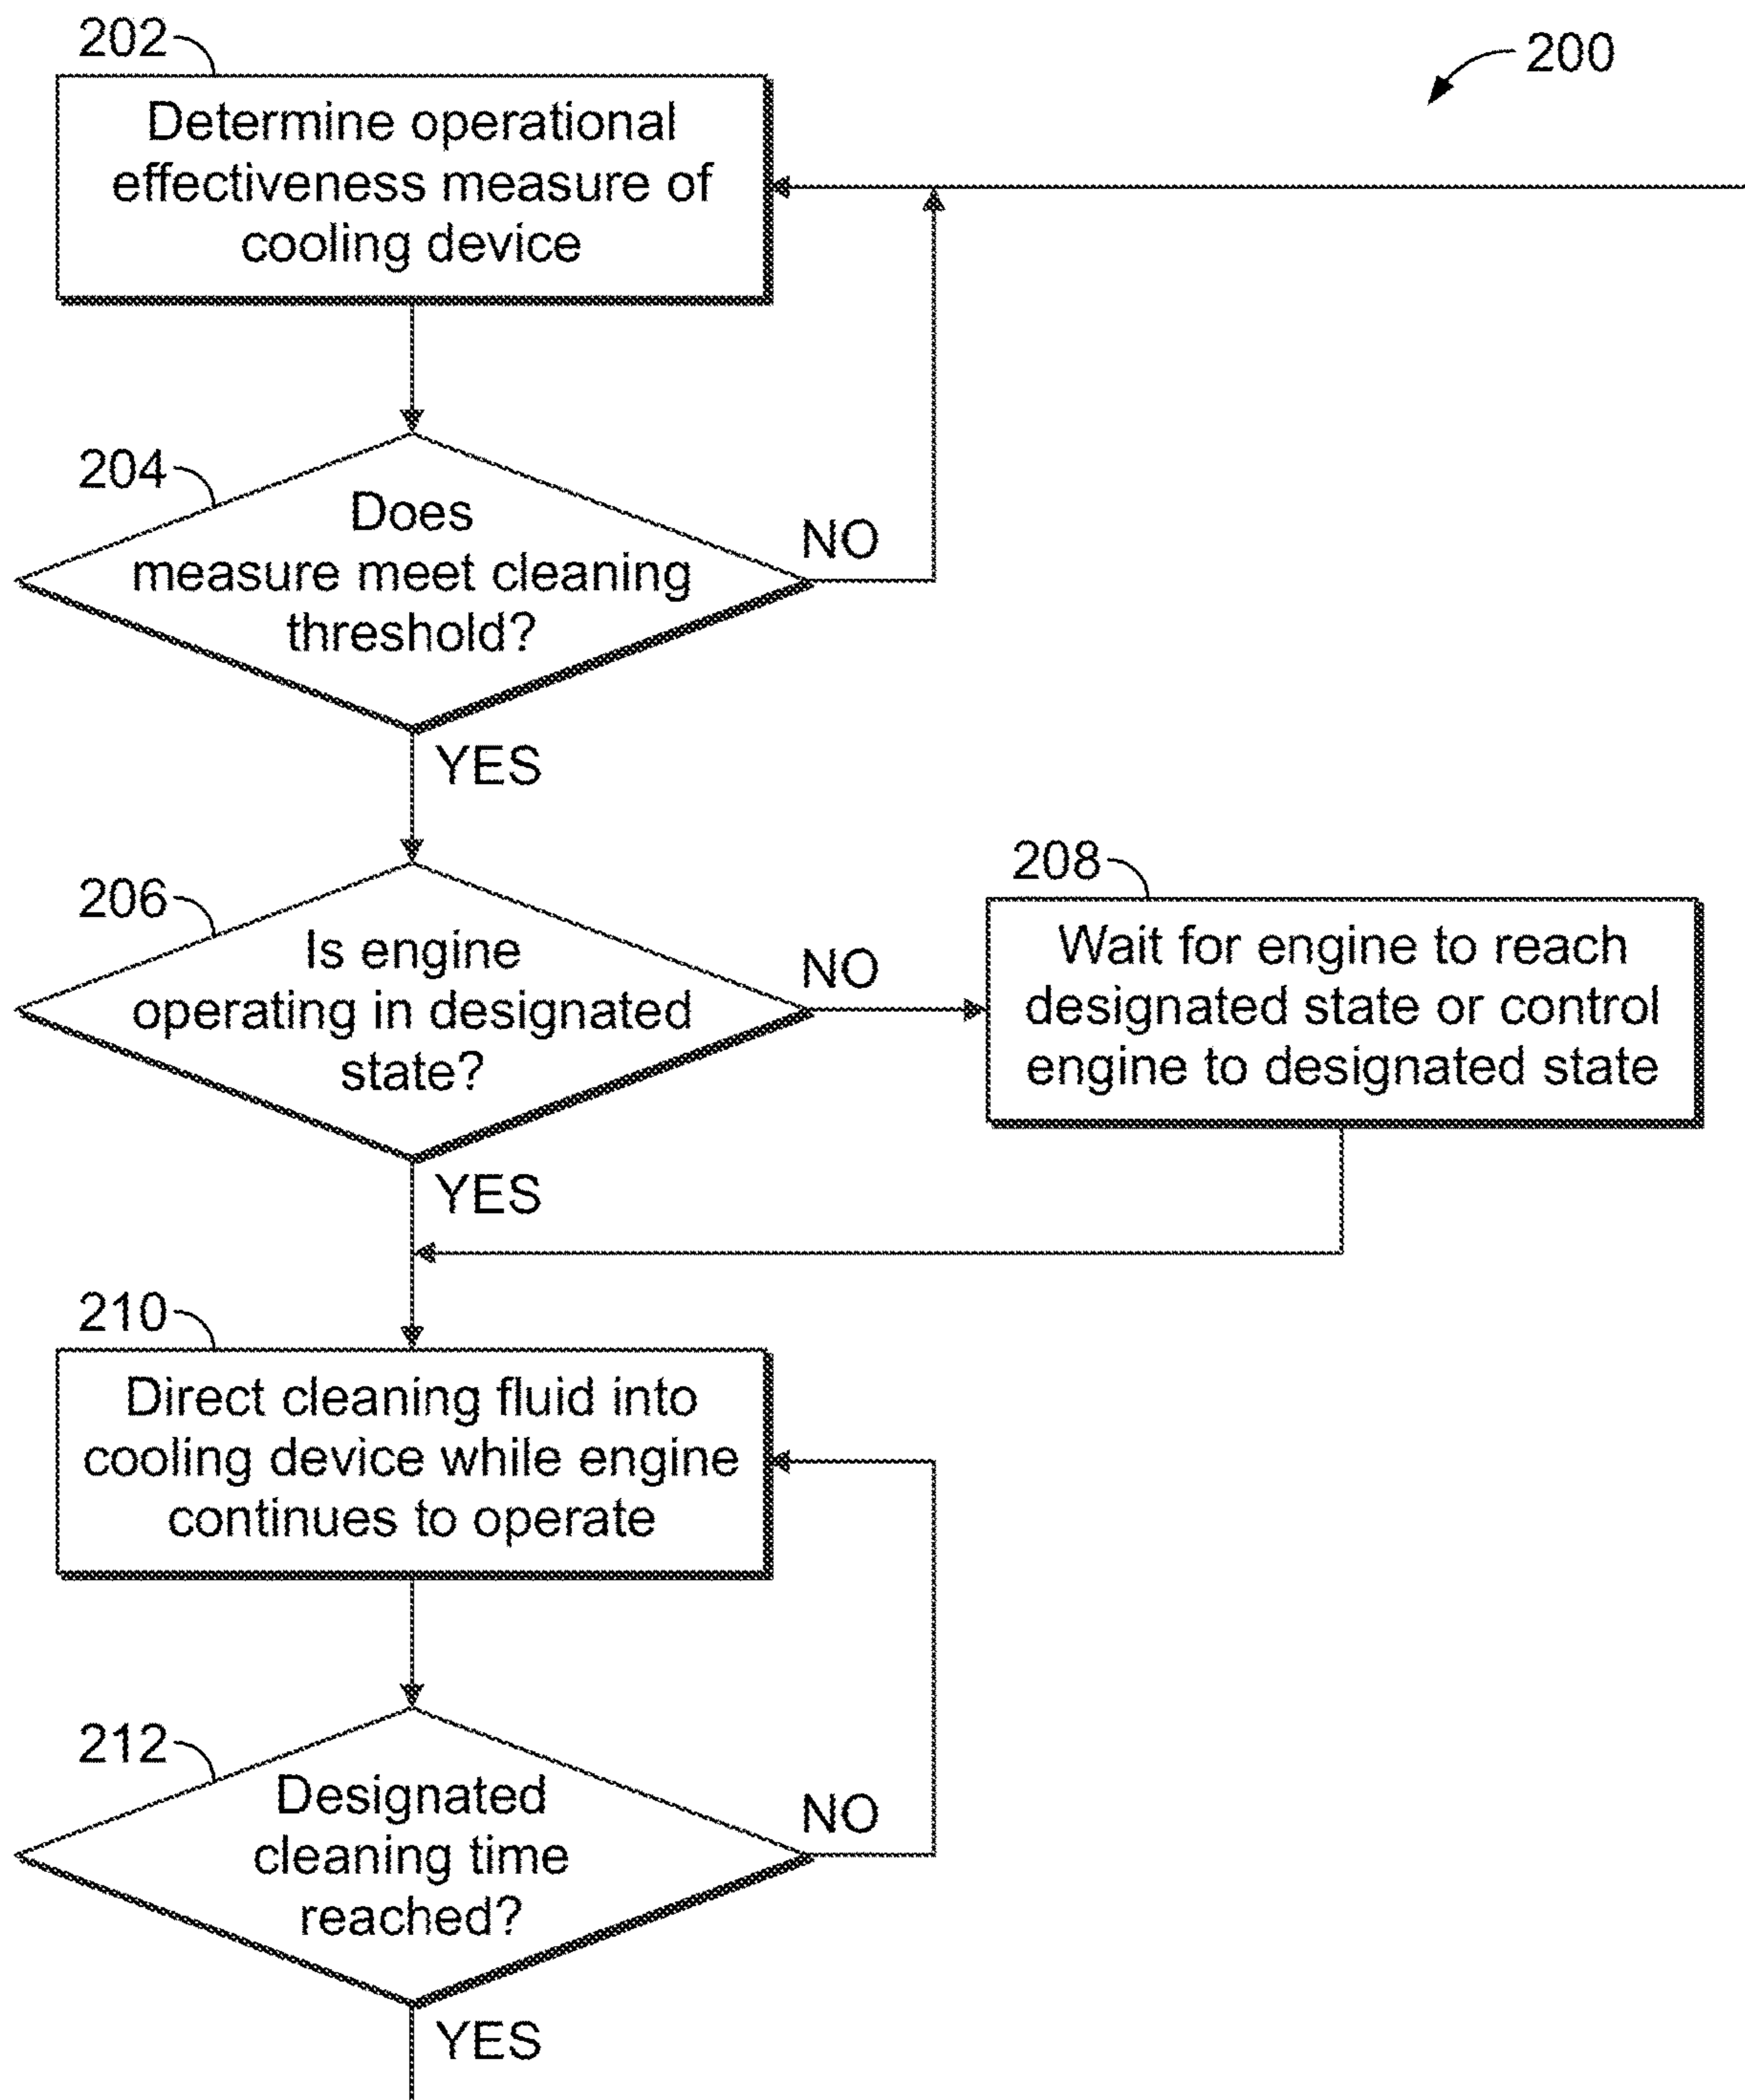 202
200
Determine operational
effectiveness measure of
cooling device
204
Does
measure meet cleaning
threshold?
NO
YES
206
Is engine
operating in designated
state?
NO
208
Wait for engine to reach
designated state or control
engine to designated state
YES
210
Direct cleaning fluid into
cooling device while engine
continues to operate
212
Designated
cleaning time
reached?
NO
YES